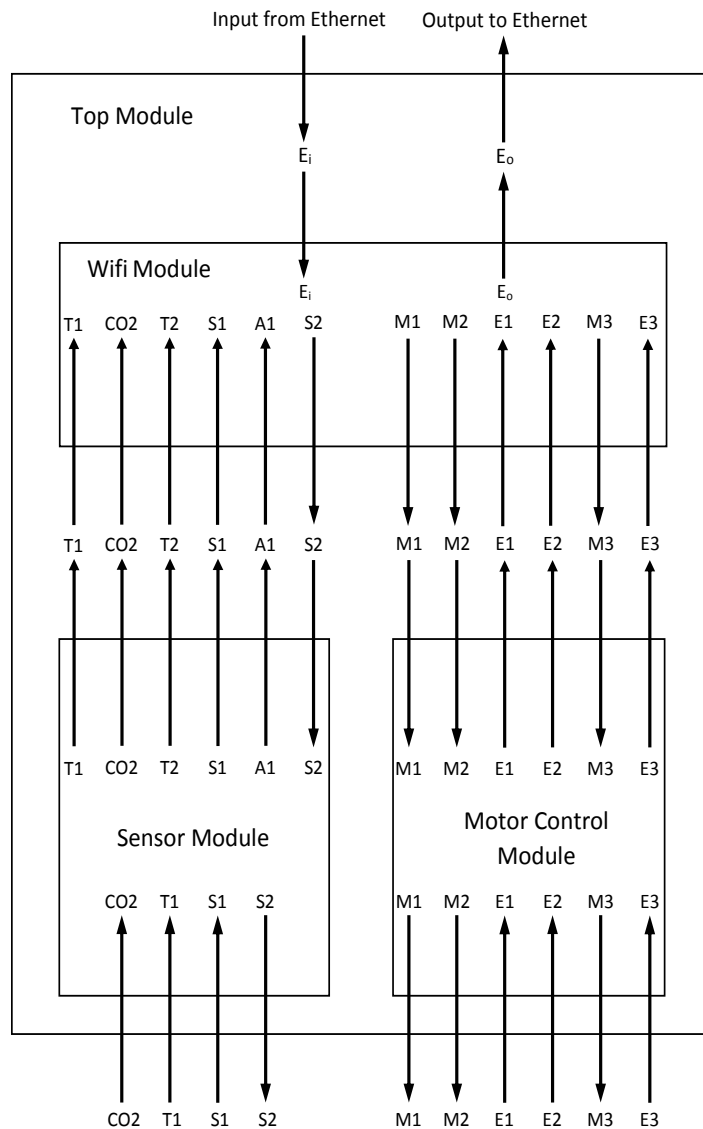 Input from Ethernet Output to Ethernet
Top Module
Ei Eo
Wifi Module
Ei Eo
T1 CO2 T2 S1 A1 S2 M1 M2 E1 E2 M3 E3
T1 CO2 T2 S1 A1 S2 M1 M2 E1 E2 M3 E3
T1 CO2 T2 S1 A1 S2 M1 M2 E1 E2 M3 E3
Sensor Module
Motor Control
Module
CO2 T1 S1 S2 M1 M2 E1 E2 M3 E3
CO2 T1 S1 S2 M1 M2 E1 E2 M3 E3